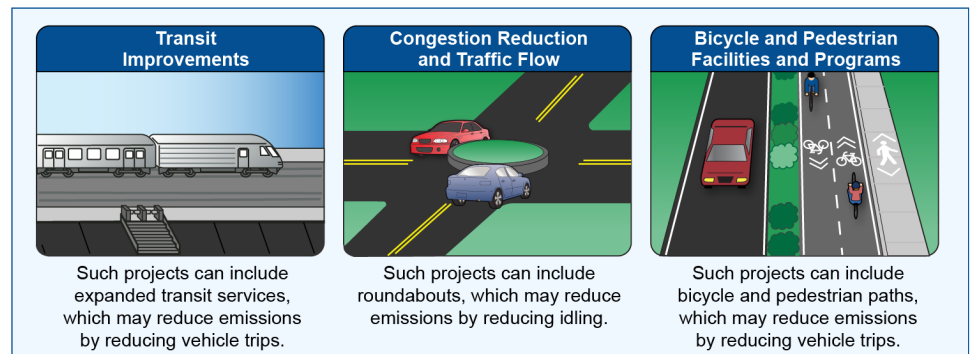 Transit
Improvements
Such projects can include
expanded transit services,
which may reduce emissions
by reducing vehicle trips.
Congestion Reduction
and Traffic Flow
Such projects can include
roundabouts, which may reduce
emissions by reducing idling.
Bicycle and Pedestrian
Facilities and Programs
Such projects can include
bicycle and pedestrian paths,
which may reduce emissions
by reducing vehicle trips.